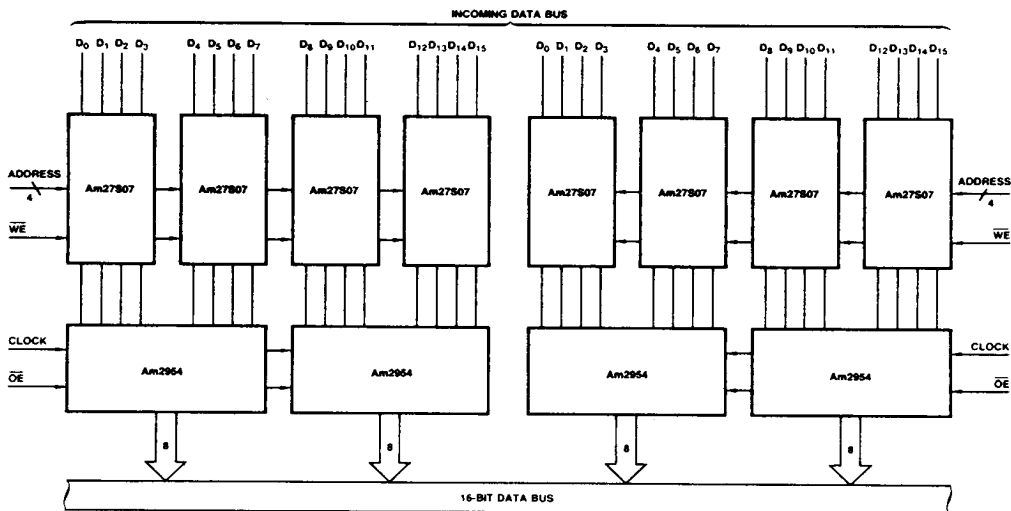 INCOMING DATA BUS
D0 D1 D2 D3 D4 D5 D6 D7 D8 D9 D10 D11 D12 D13 D14 D15 D0 D1 D2 D3 D4 D5 D6 D7 D8 D9 D10 D11 D12 D13 D14 D15
ADDRESS
4
Am27S07 Am27S07 Am27S07 Am27S07 Am27S07 Am27S07 Am27S07 Am27S07
ADDRESS
4
WE
WE
CLOCK
CLOCK
OE
Am2954 Am2954 Am2954 Am2954
OE
8 8 8 8
16-BIT DATA BUS